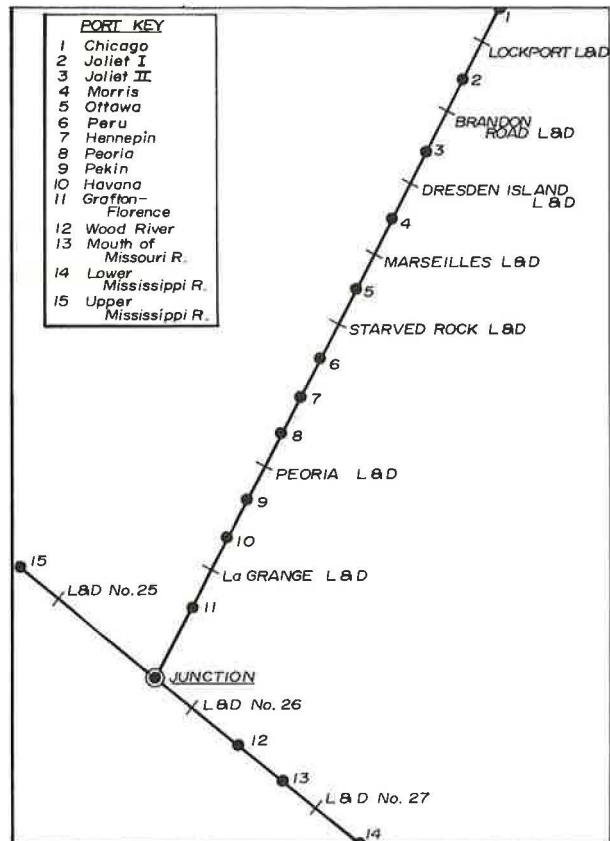 PORT KEY
1 Chicago
2 Joliet I
3 Joliet III
4 Morris
5 Ottawa
6 Peru
7 Hennepin
8 Peoria
9 Pekin
10 Havana
11 Grafton-
Florence
12 Wood River
13 Mouth of
Missouri R.
14 Lower
Mississippi R.
15 Upper
Mississippi R.
1
LOCKPORT L&D
2
BRANDON
ROAD L&D
3
DRESDEN ISLAND
L&D
4
MARSEILLES L&D
5
STARVED ROCK L&D
6
7
8
PEORIA L&D
9
10
La GRANGE L&D
11
15
L&D No. 25
JUNCTION
L&D No. 26
12
13
L&D No. 27
14